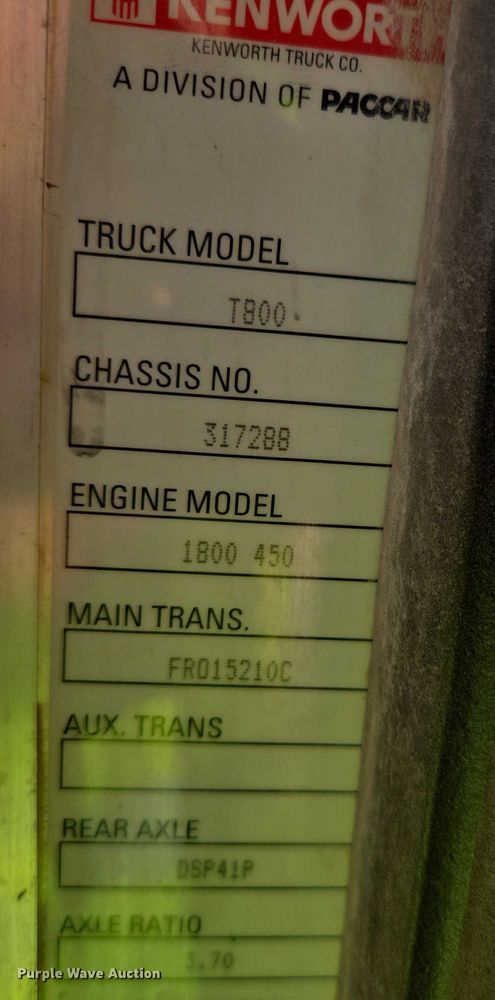 KENWORT
KENWORTH TRUCK CO.
A DIVISION OF PACCAR
TRUCK MODEL
T800
CHASSIS NO.
317288
ENGINE MODEL
1800 450
MAIN TRANS.
FRO15210C
AUX. TRANS
REAR AXLE
DSP41P
AXLE RATIO
3.70
Purple Wave Auction